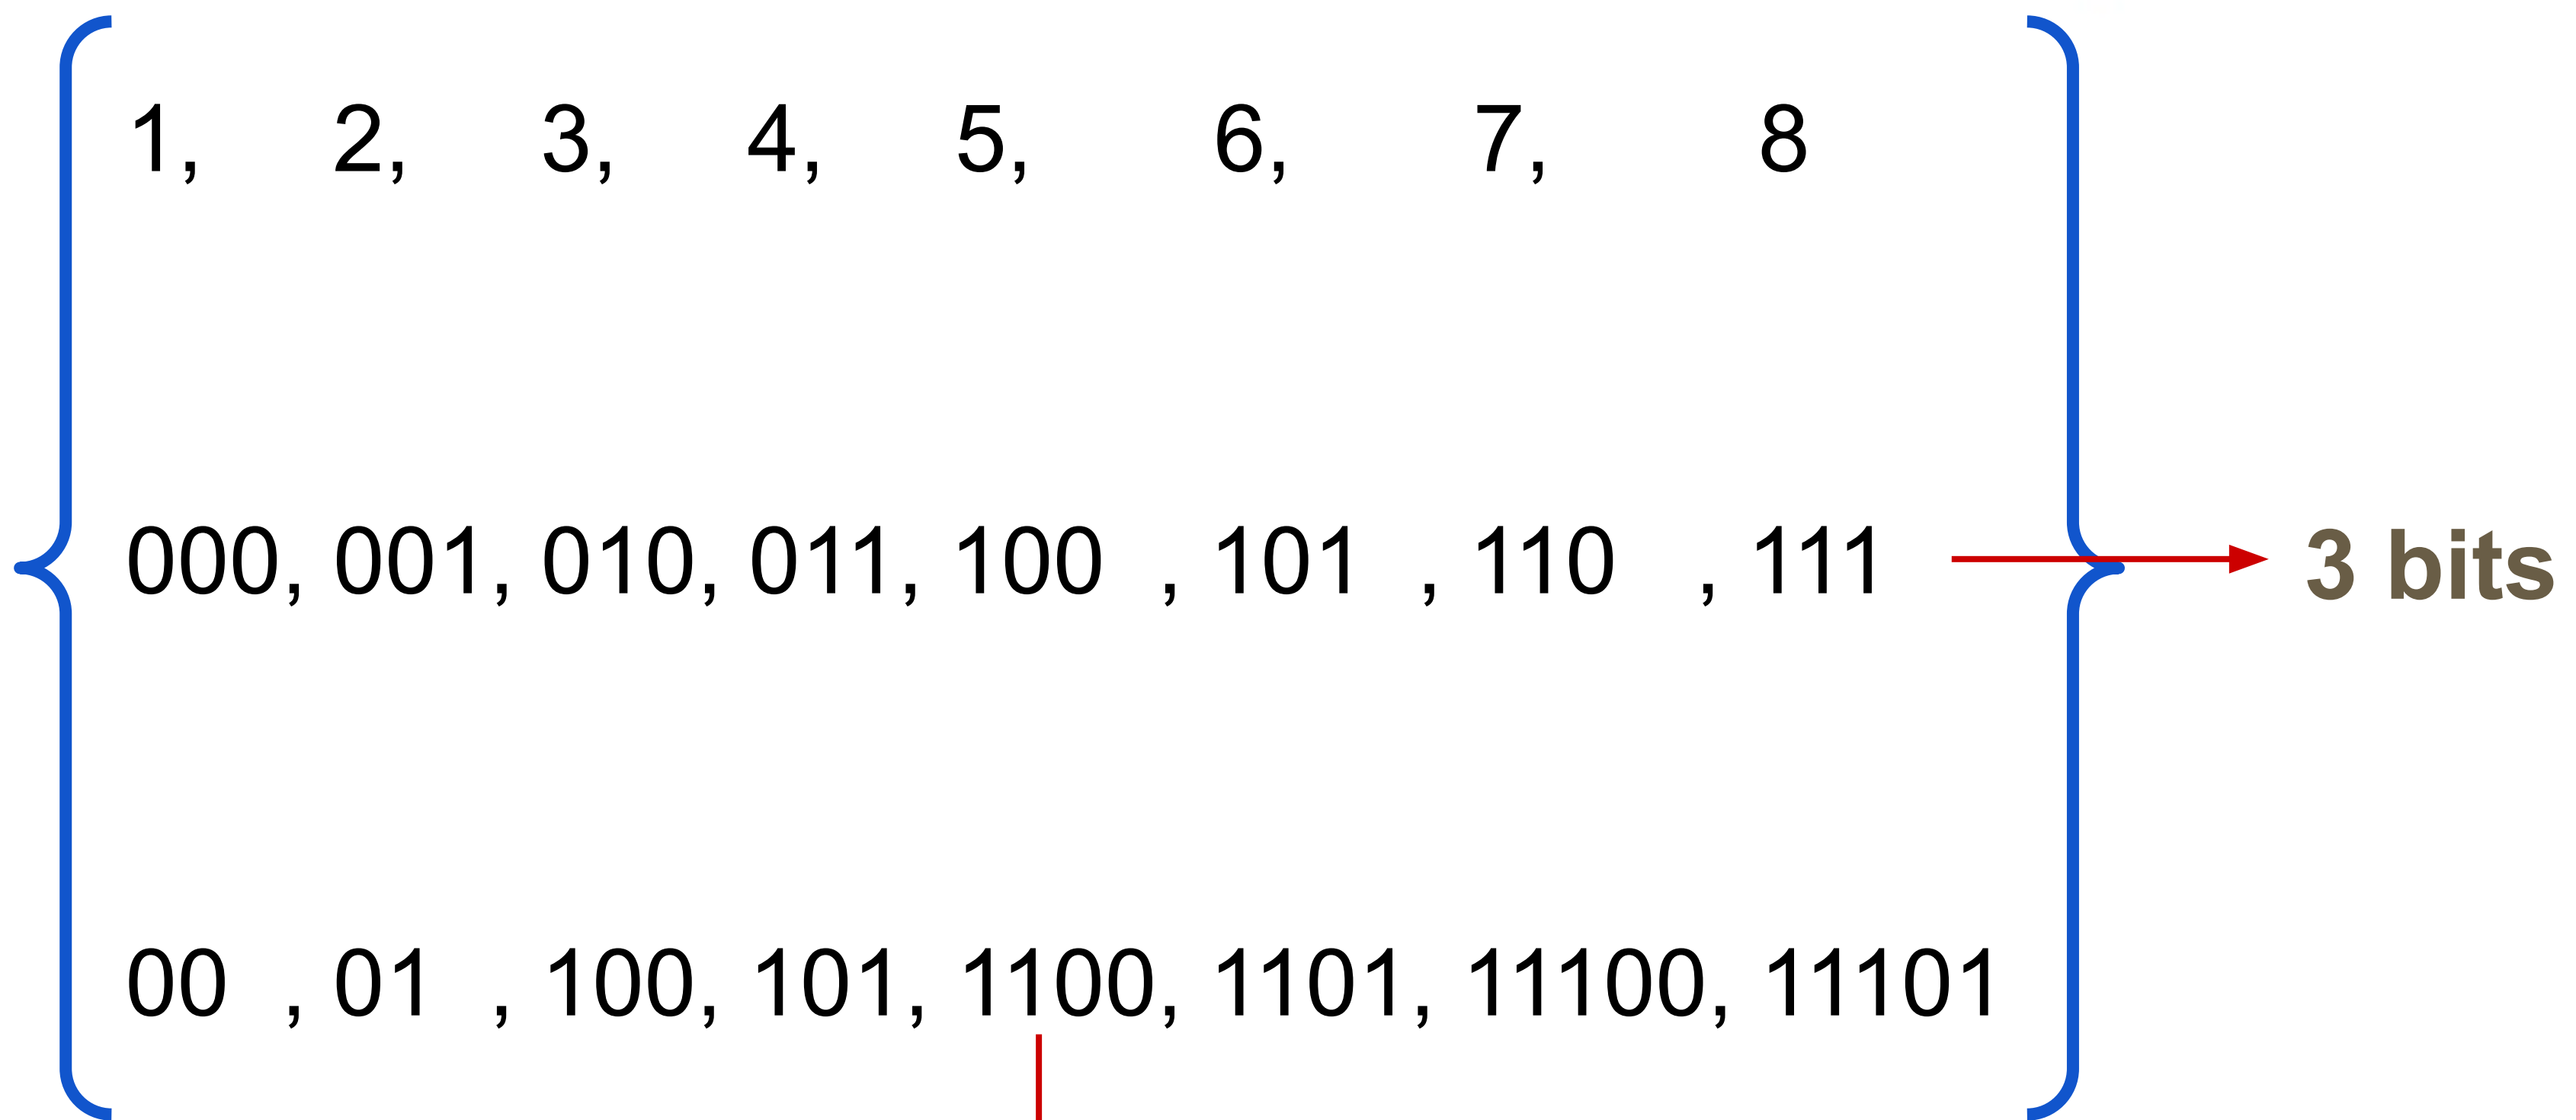 1, 2, 3, 4, 5, 6, 7, 8
000, 001, 010, 011, 100 , 101 , 110 , 111 3 bits
00 , 01 , 100, 101, 1100, 1101, 11100, 11101